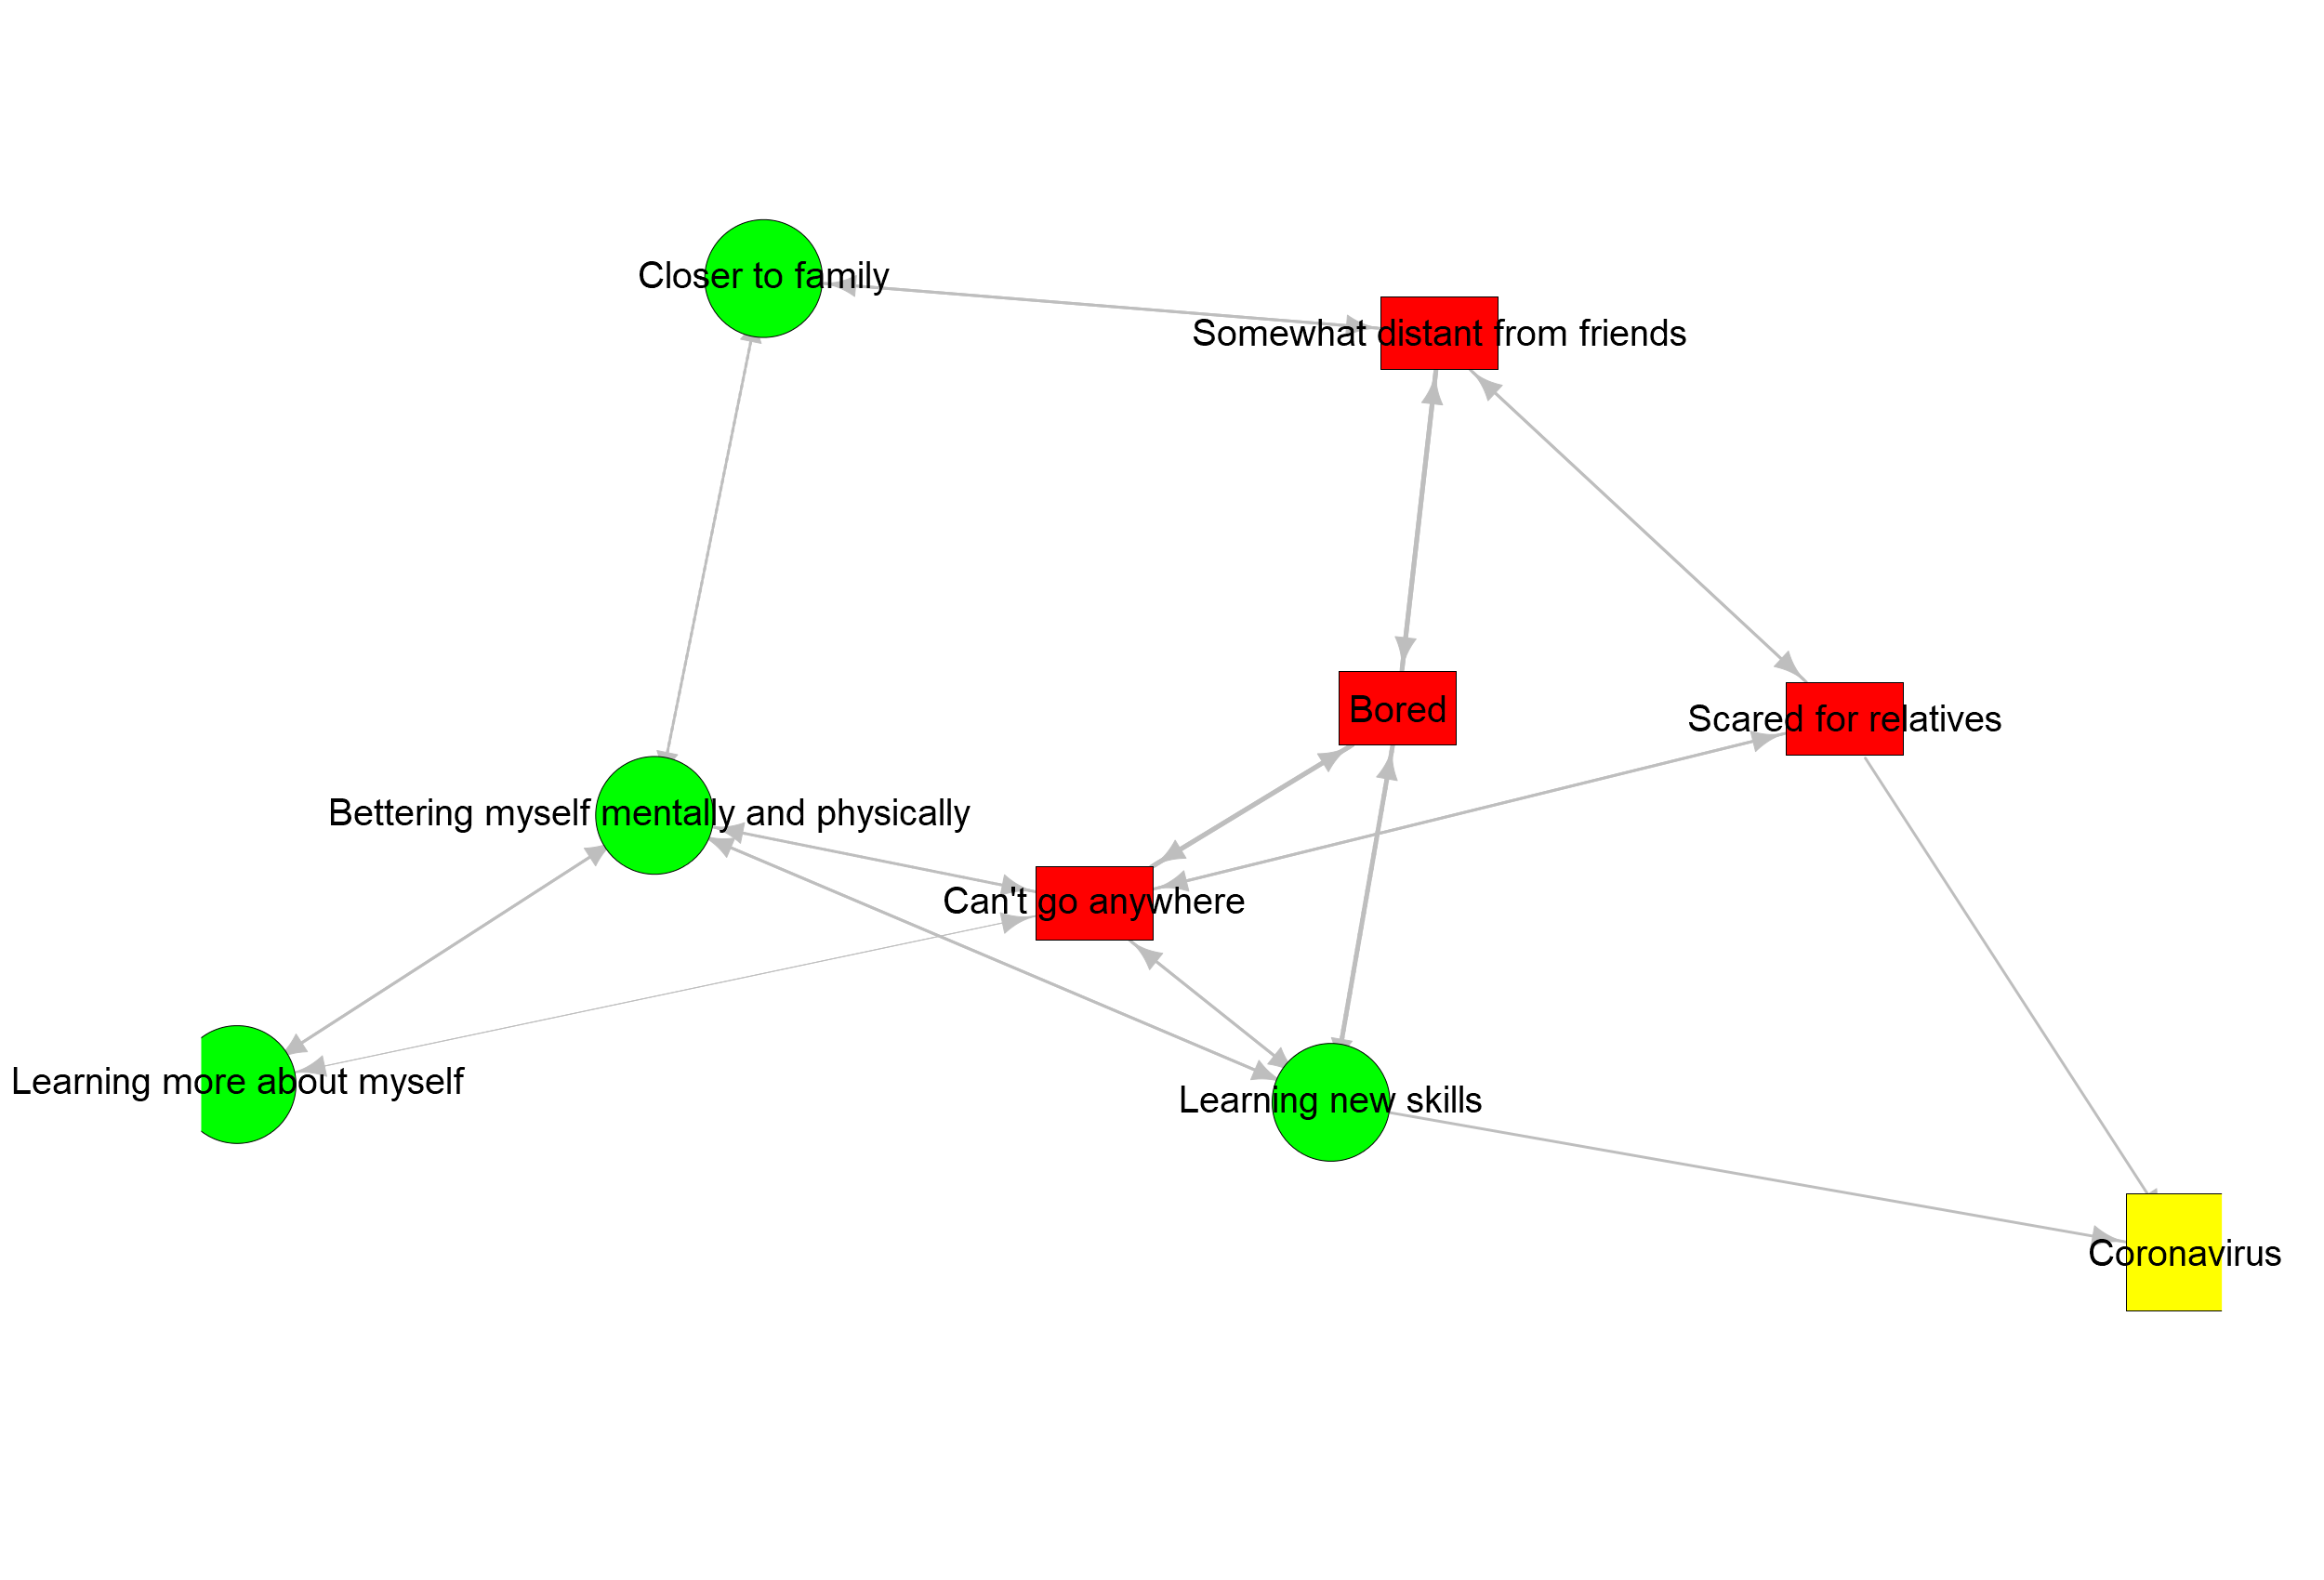 Closer to family
Somewhat distant from friends
Bored
Scared for relatives
Bettering myself mentally and physically
Can't go anywhere
Learning more about myself
Learning new skills
Coronavirus